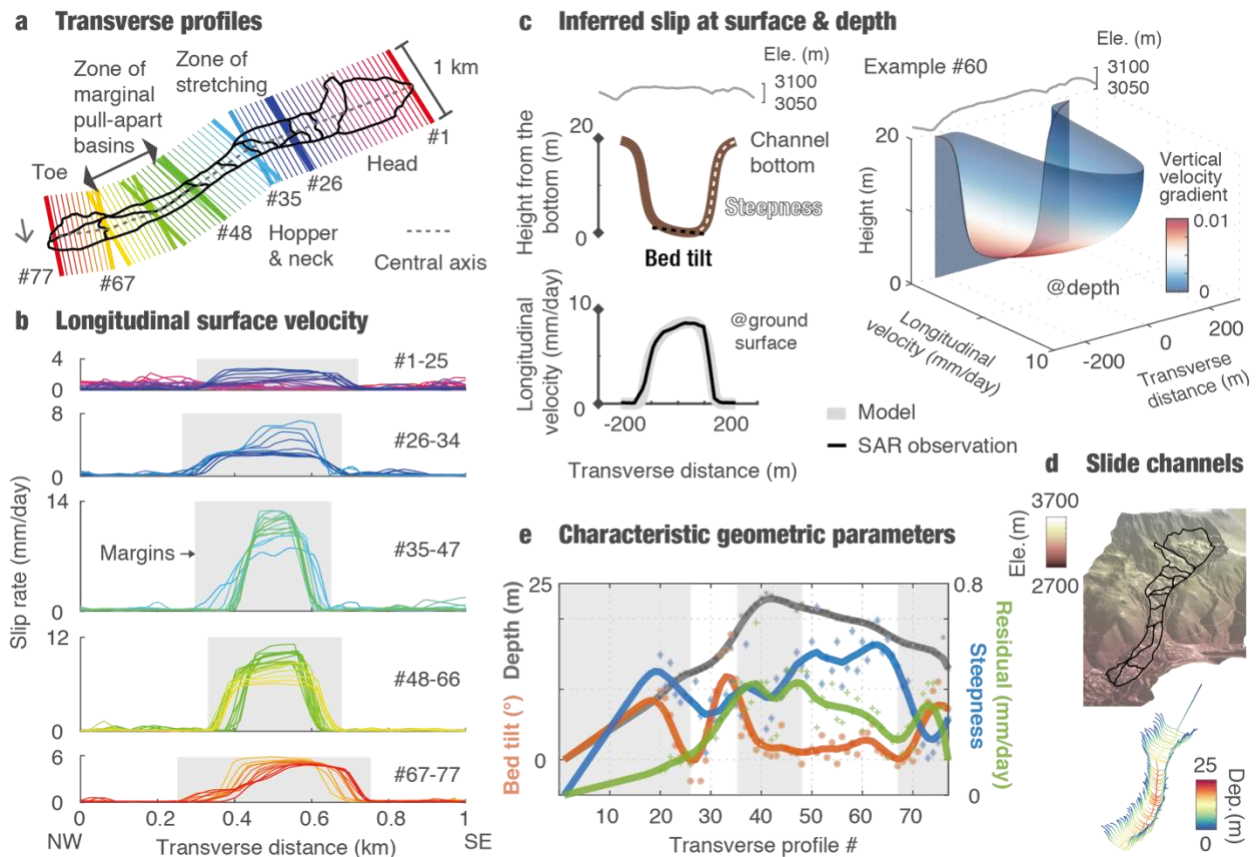 a Transverse profiles
Zone of
marginal
pull-apart
basins
Zone of
stretching
1 km
#1
Toe
Head
#26
#35
#48
Hopper
& neck
Central axis
#67
#77
b Longitudinal surface velocity
4
0
#1-25
8
0
#26-34
14
0
#35-47
Margins
12
0
#48-66
6
0
#67-77
Slip rate (mm/day)
0 0.2 0.4 0.6 0.8 1
NW
Transverse distance (km)
SE
c Inferred slip at surface & depth
Ele. (m)
3100
3050
Height from the
bottom (m)
20
0
Channel
bottom
Steepness
Bed tilt
Longitudinal
velocity (mm/day)
10
0
@ground
surface
-200 0 200
Transverse distance (m)
Model
SAR observation
Example #60
Ele. (m)
3100
3050
Height (m)
20
10
0
Vertical
velocity
gradient
0.01
0
@depth
Longitudinal
velocity (mm/day)
10
-200
0
200
Transverse
distance (m)
d Slide channels
Ele.(m)
3700
2700
Dep.(m)
25
0
e Characteristic geometric parameters
Bed tilt (°) Depth (m)
25
0
10 20 30 40 50 60 70
Transverse profile #
0.8
0
Steepness
Residual (mm/day)